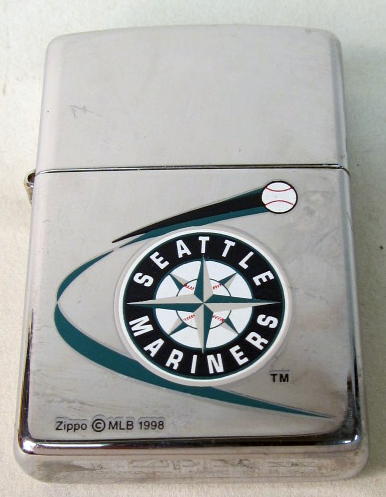 SEATTLE
MARINERS
TM
Zippo © MLB 1998